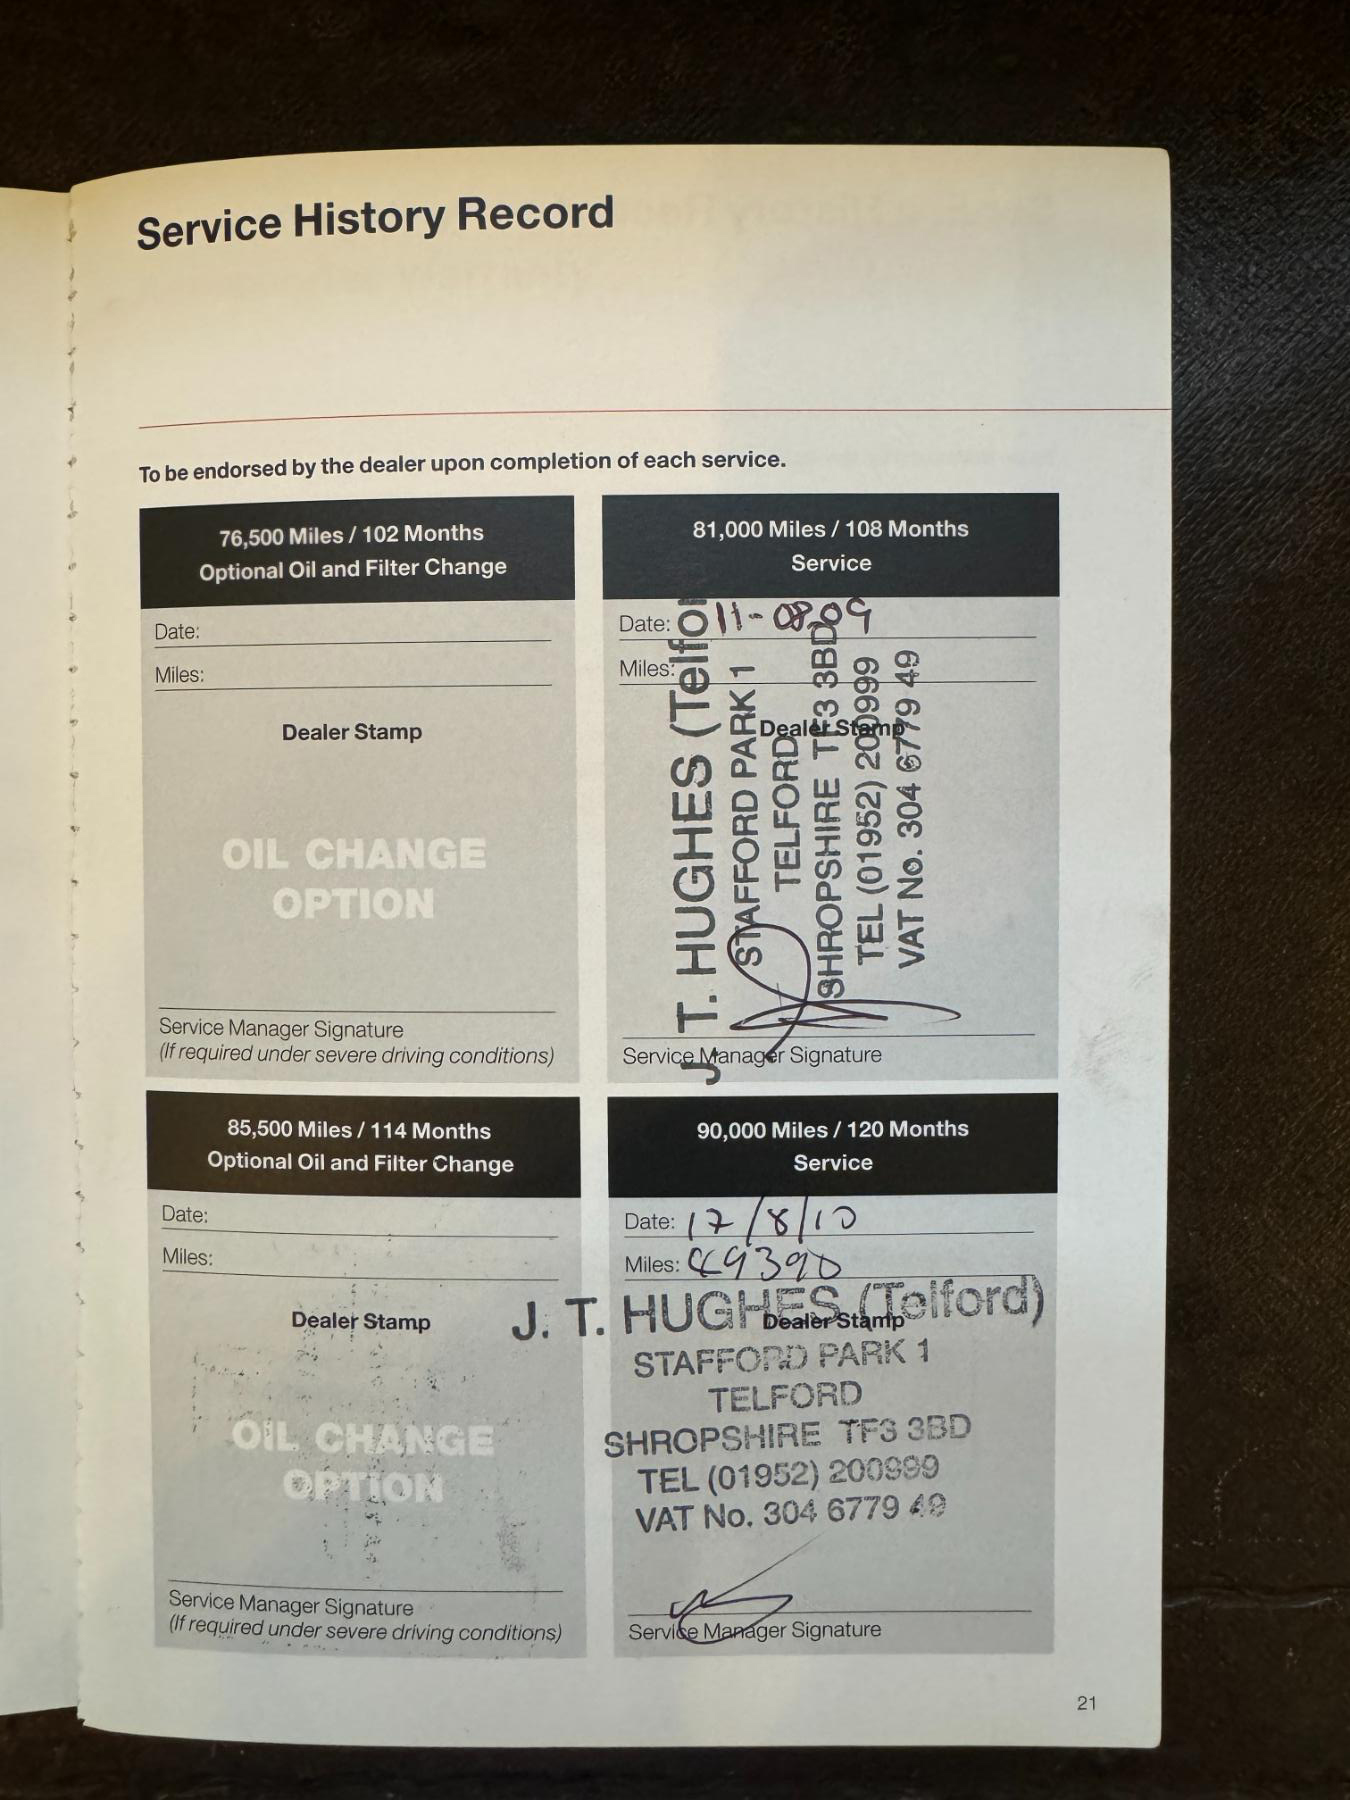 Service History Record
To be endorsed by the dealer upon completion of each service.
76,500 Miles / 102 Months
Optional Oil and Filter Change
Date:
Miles:
Dealer Stamp
OIL CHANGE
OPTION
Service Manager Signature
(If required under severe driving conditions)
81,000 Miles / 108 Months
Service
Date: 11-08-09
Miles:
Dealer Stamp
J. T. HUGHES (Telfor
STAFFORD PARK 1
TELFORD
SHROPSHIRE TF3 3BD
TEL (01952) 200999
VAT No. 304 6779 49
Service Manager Signature
85,500 Miles / 114 Months
Optional Oil and Filter Change
Date:
Miles:
Dealer Stamp
OIL CHANGE
OPTION
Service Manager Signature
(If required under severe driving conditions)
90,000 Miles / 120 Months
Service
Date: 17/8/10
Miles: 49390
Dealer Stamp
J. T. HUGHES (Telford)
STAFFORD PARK 1
TELFORD
SHROPSHIRE TF3 3BD
TEL (01952) 200999
VAT No. 304 6779 49
Service Manager Signature
21